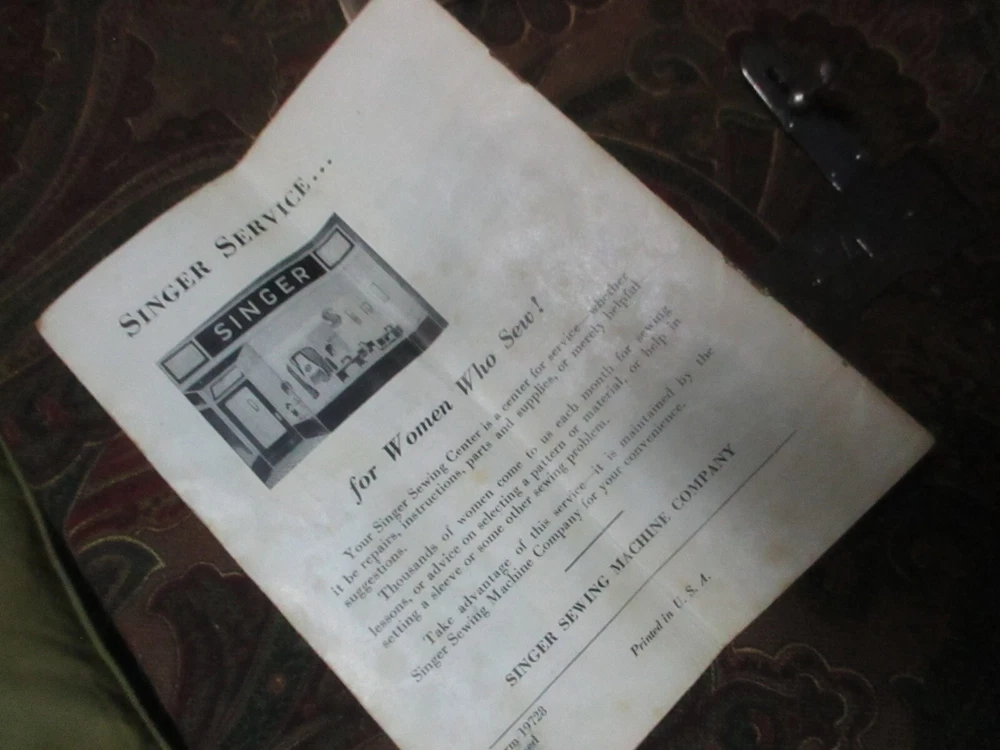 SINGER SERVICE...
SINGER
for Women Who Sew!
Your Singer Sewing Center is a center for service—whether
it be repairs, instructions, parts and supplies, or merely helpful
suggestions.
Thousands of women come to us each month for sewing
lessons, or advice on selecting a pattern or material, or help in
setting a sleeve or some other sewing problem.
Take advantage of this service—it is maintained by the
Singer Sewing Machine Company for your convenience.
SINGER SEWING MACHINE COMPANY
Printed in U. S. A.
19728